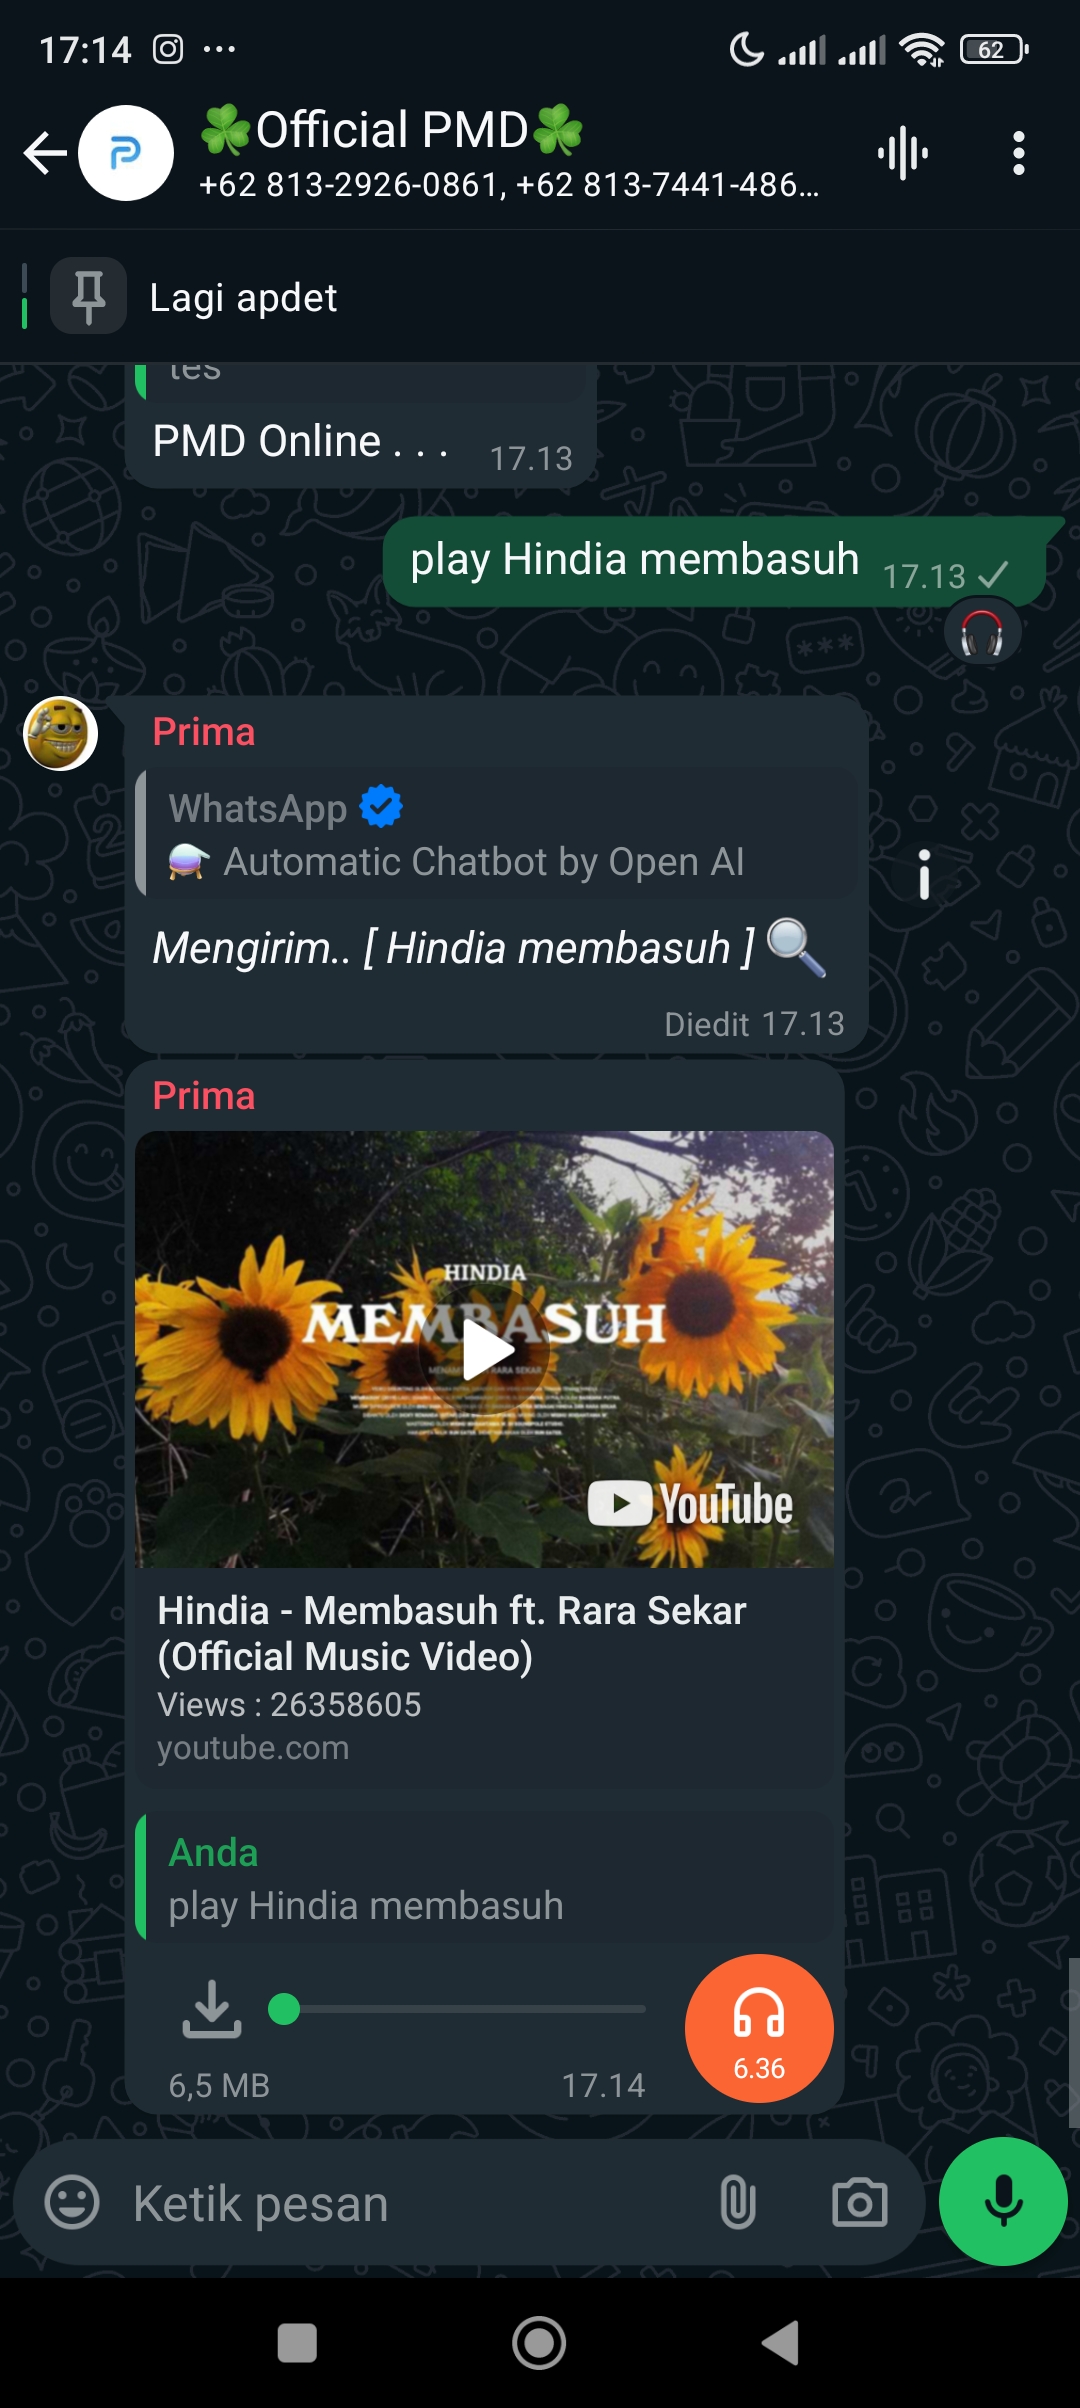 17:14
62
☘️Official PMD☘️
+62 813-2926-0861, +62 813-7441-486...
Lagi apdet
tes
PMD Online . . .
17.13
play Hindia membasuh
17.13
Prima
WhatsApp
Automatic Chatbot by Open AI
Mengirim.. [ Hindia membasuh ] 🔍
Diedit 17.13
Prima
HINDIA
MEMBASUH
YouTube
Hindia - Membasuh ft. Rara Sekar
(Official Music Video)
Views : 26358605
youtube.com
Anda
play Hindia membasuh
6,5 MB
17.14
6.36
Ketik pesan